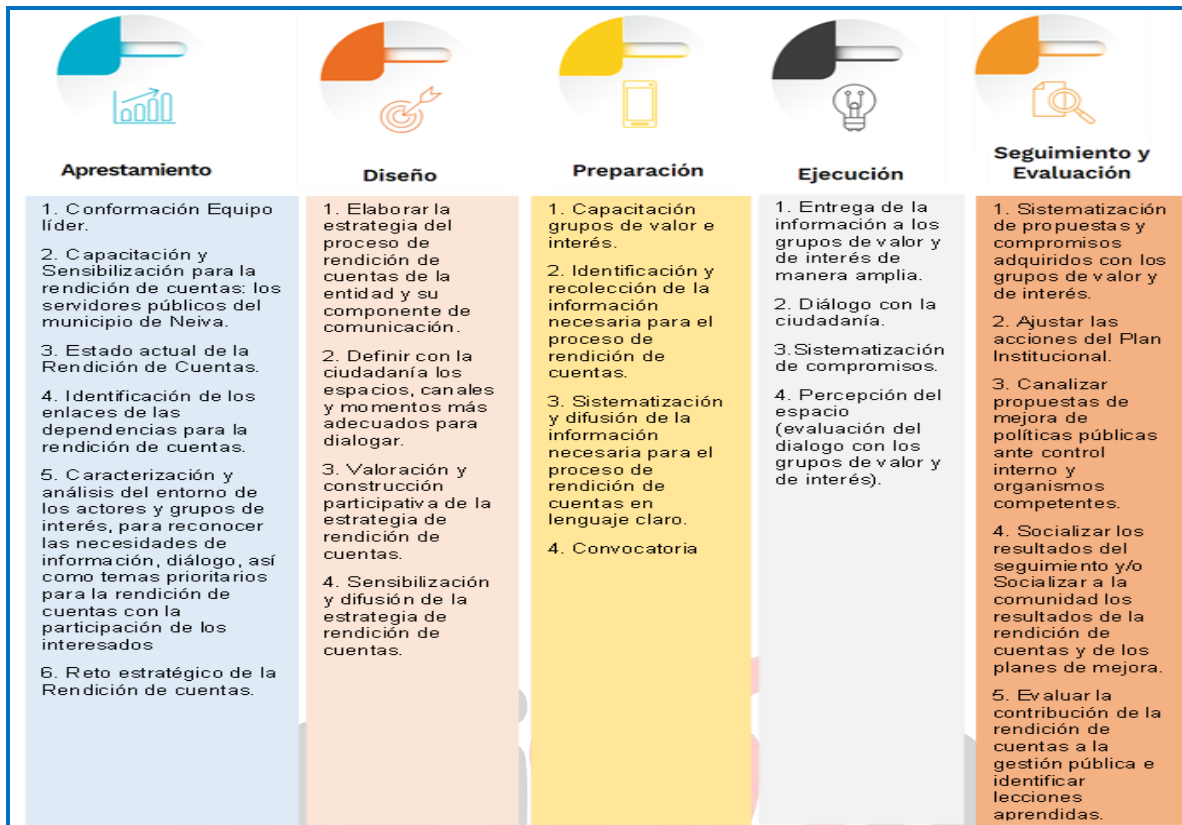 Aprestamiento
1. Conformación Equipo
líder.
2. Capacitación y
Sensibilización para la
rendición de cuentas: los
servidores públicos del
municipio de Neiva.
3. Estado actual de la
Rendición de Cuentas.
4. Identificación de los
enlaces de las
dependencias para la
rendición de cuentas.
5. Caracterización y
análisis del entorno de
los actores y grupos de
interés, para reconocer
las necesidades de
información, diálogo, así
como temas prioritarios
para la rendición de
cuentas con la
participación de los
interesados
6. Reto estratégico de la
Rendición de cuentas.
Diseño
1. Elaborar la
estrategia del
proceso de
rendición de
cuentas de la
entidad y su
componente de
comunicación.
2. Definir con la
ciudadanía los
espacios, canales
y momentos más
adecuados para
dialogar.
3. Valoración y
construcción
participativa de la
estrategia de
rendición de
cuentas.
4. Sensibilización
y difusión de la
estrategia de
rendición de
cuentas.
Preparación
1. Capacitación
grupos de valor e
interés.
2. Identificación y
recolección de la
información
necesaria para el
proceso de
rendición de
cuentas.
3. Sistematización
y difusión de la
información
necesaria para el
proceso de
rendición de
cuentas en
lenguaje claro.
4. Convocatoria
Ejecución
1. Entrega de la
información a los
grupos de valor y
de interés de
manera amplia.
2. Diálogo con la
ciudadanía.
3.Sistematización
de compromisos.
4. Percepción del
espacio
(evaluación del
dialogo con los
grupos de valor y
de interés).
Seguimiento y
Evaluación
1. Sistematización
de propuestas y
compromisos
adquiridos con los
grupos de valor y
de interés.
2. Ajustar las
acciones del Plan
Institucional.
3. Canalizar
propuestas de
mejora de
políticas públicas
ante control
interno y
organismos
competentes.
4. Socializar los
resultados del
seguimiento y/o
Socializar a la
comunidad los
resultados de la
rendición de
cuentas y de los
planes de mejora.
5. Evaluar la
contribución de la
rendición de
cuentas a la
gestión pública e
identificar
lecciones
aprendidas.